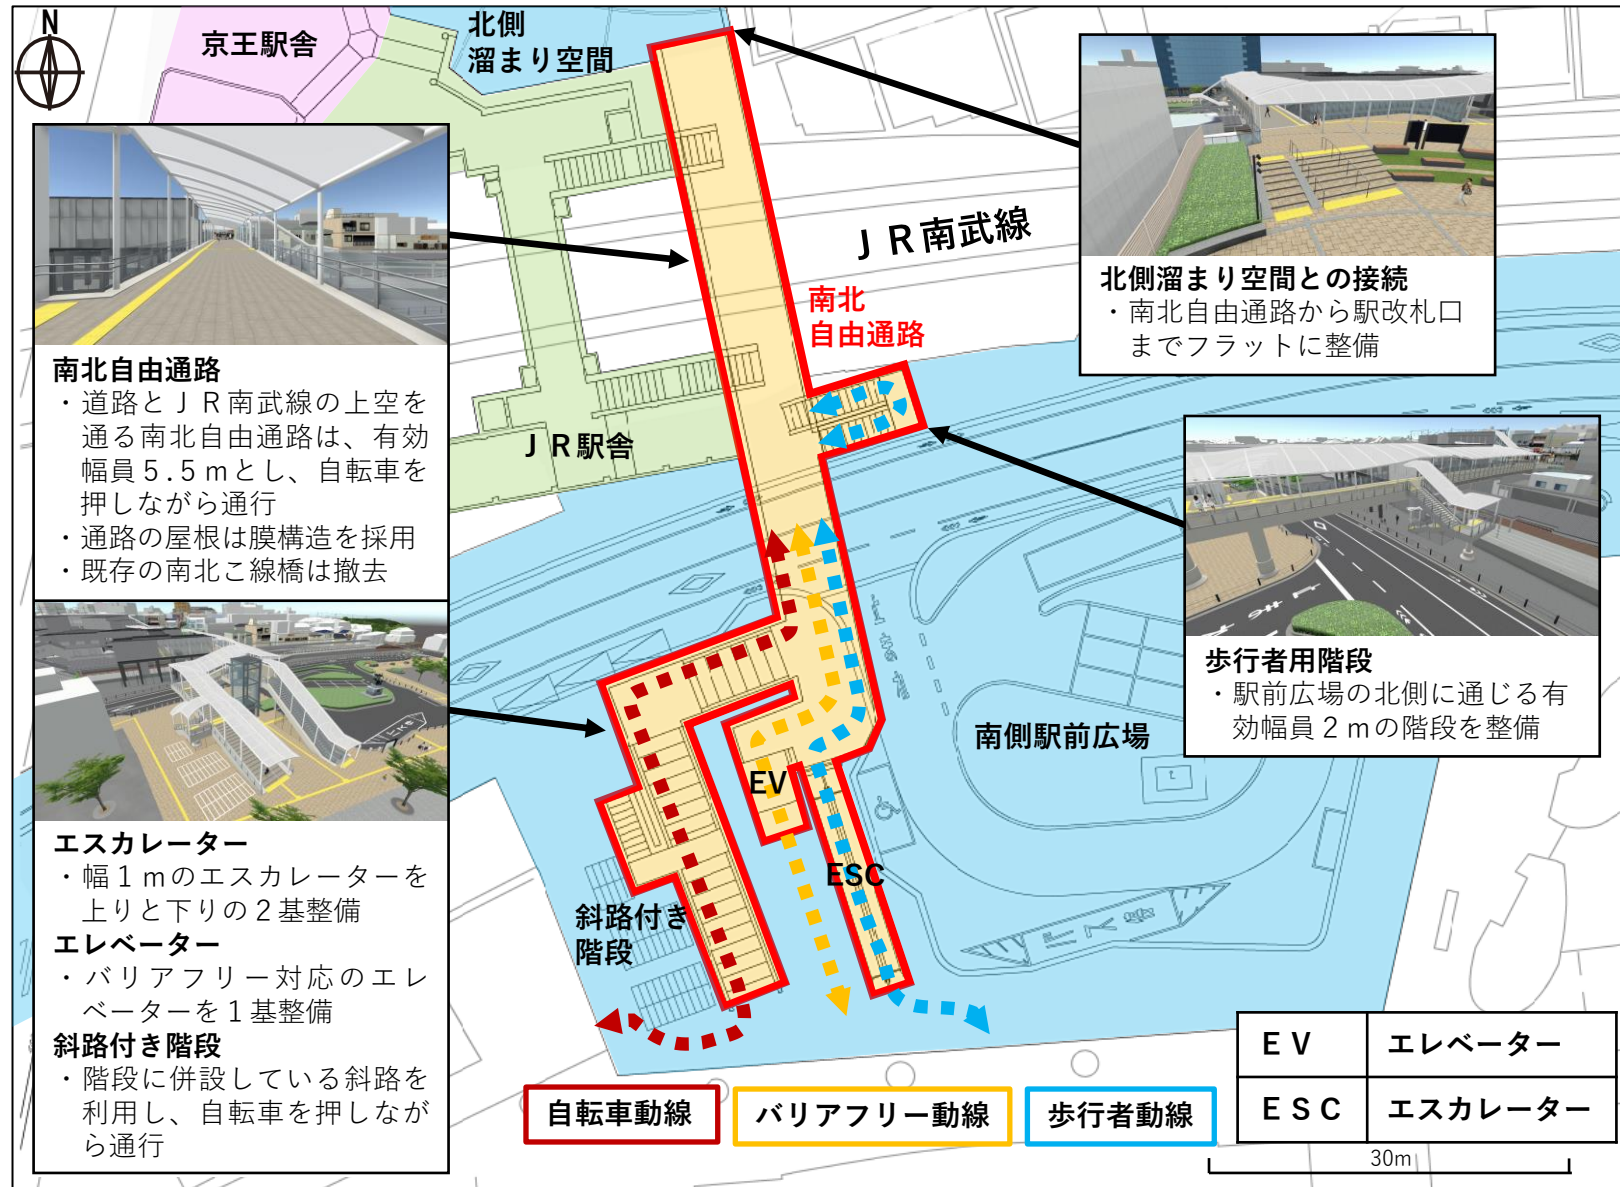 N
京王駅舎
北側
溜まり空間
ＪＲ南武線
南北
自由通路
ＪＲ駅舎
南側駅前広場
EV
ESC
斜路付き
階段
南北自由通路
・道路とＪＲ南武線の上空を
通る南北自由通路は、有効
幅員５.５ｍとし、自転車を
押しながら通行
・通路の屋根は膜構造を採用
・既存の南北こ線橋は撤去
エスカレーター
・幅１ｍのエスカレーターを
上りと下りの２基整備
エレベーター
・バリアフリー対応のエレ
ベーターを１基整備
斜路付き階段
・階段に併設している斜路を
利用し、自転車を押しなが
ら通行
北側溜まり空間との接続
・南北自由通路から駅改札口
までフラットに整備
歩行者用階段
・駅前広場の北側に通じる有
効幅員２ｍの階段を整備
自転車動線
バリアフリー動線
歩行者動線
ＥＶ
エレベーター
ＥＳＣ
エスカレーター
30m